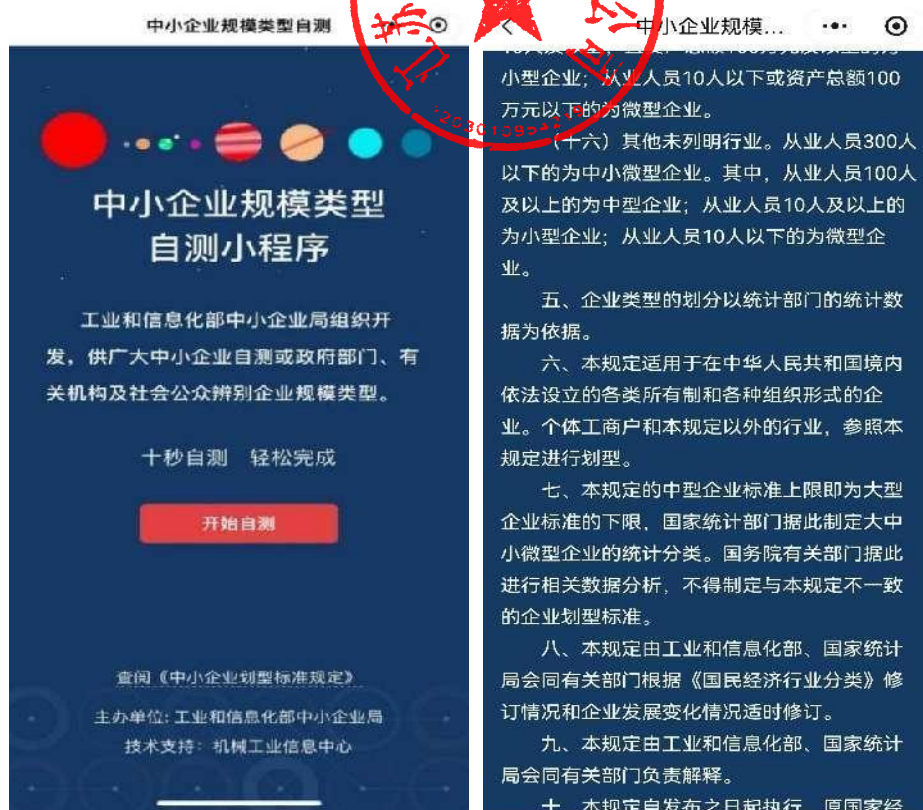 中小企业规模类型自测
中小企业规模类型
自测小程序
工业和信息化部中小企业局组织开
发，供广大中小企业自测或政府部门、有
关机构及社会公众辨别企业规模类型。
十秒自测 轻松完成
开始自测
查阅《中小企业划型标准规定》
主办单位:工业和信息化部中小企业局
技术支持：机械工业信息中心
中小企业规模...
小型企业；从业人员10人以下或资产总额100
万元以下的为微型企业。
（十六）其他未列明行业。从业人员300人
以下的为中小微型企业。其中，从业人员100人
及以上的为中型企业；从业人员10人及以上的
为小型企业；从业人员10人以下的为微型企
业。
五、企业类型的划分以统计部门的统计数
据为依据。
六、本规定适用于在中华人民共和国境内
依法设立的各类所有制和各种组织形式的企
业。个体工商户和本规定以外的行业，参照本
规定进行划型。
七、本规定的中型企业标准上限即为大型
企业标准的下限，国家统计部门据此制定大中
小微型企业的统计分类。国务院有关部门据此
进行相关数据分析，不得制定与本规定不一致
的企业划型标准。
八、本规定由工业和信息化部、国家统计
局会同有关部门根据《国民经济行业分类》修
订情况和企业发展变化情况适时修订。
九、本规定由工业和信息化部、国家统计
局会同有关部门负责解释。
十、本规定自发布之日起执行，原国家经